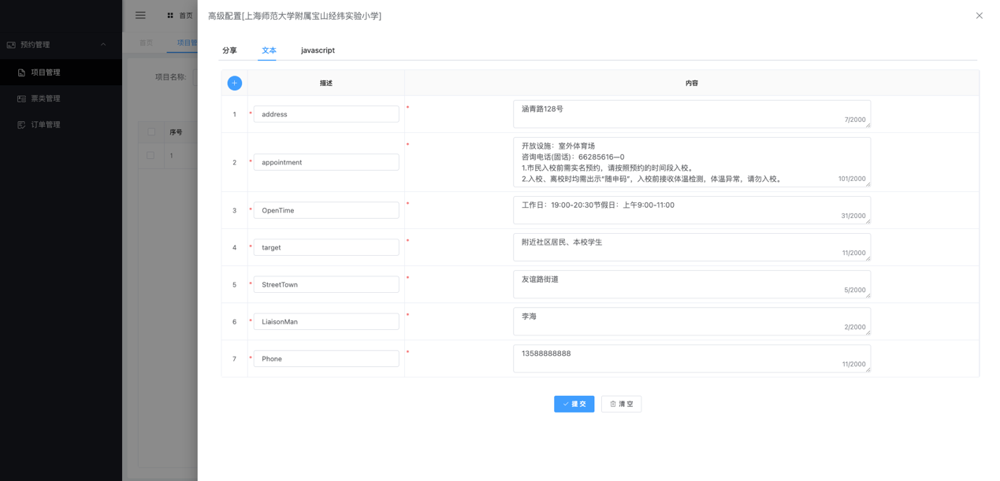 高级配置[上海师范大学附属宝山经纬实验小学]
首页
预约管理
项目管理
票类管理
订单管理
首页
项目管
项目名称:
序号
1
分享
文本
javascript
描述
内容
1
* address
*
涵青路128号
7/2000
2
* appointment
*
开放设施：室外体育场
咨询电话(固话)：66285616—0
1.市民入校前需实名预约，请按照预约的时间段入校。
2.入校、离校时均需出示“随申码”，入校前接收体温检测，体温异常，请勿入校。
101/2000
3
* OpenTime
*
工作日：19:00-20:30节假日：上午9:00-11:00
31/2000
4
* target
*
附近社区居民、本校学生
11/2000
5
* StreetTown
*
友谊路街道
5/2000
6
* LiaisonMan
*
李海
2/2000
7
* Phone
*
13588888888
11/2000
提交
清空